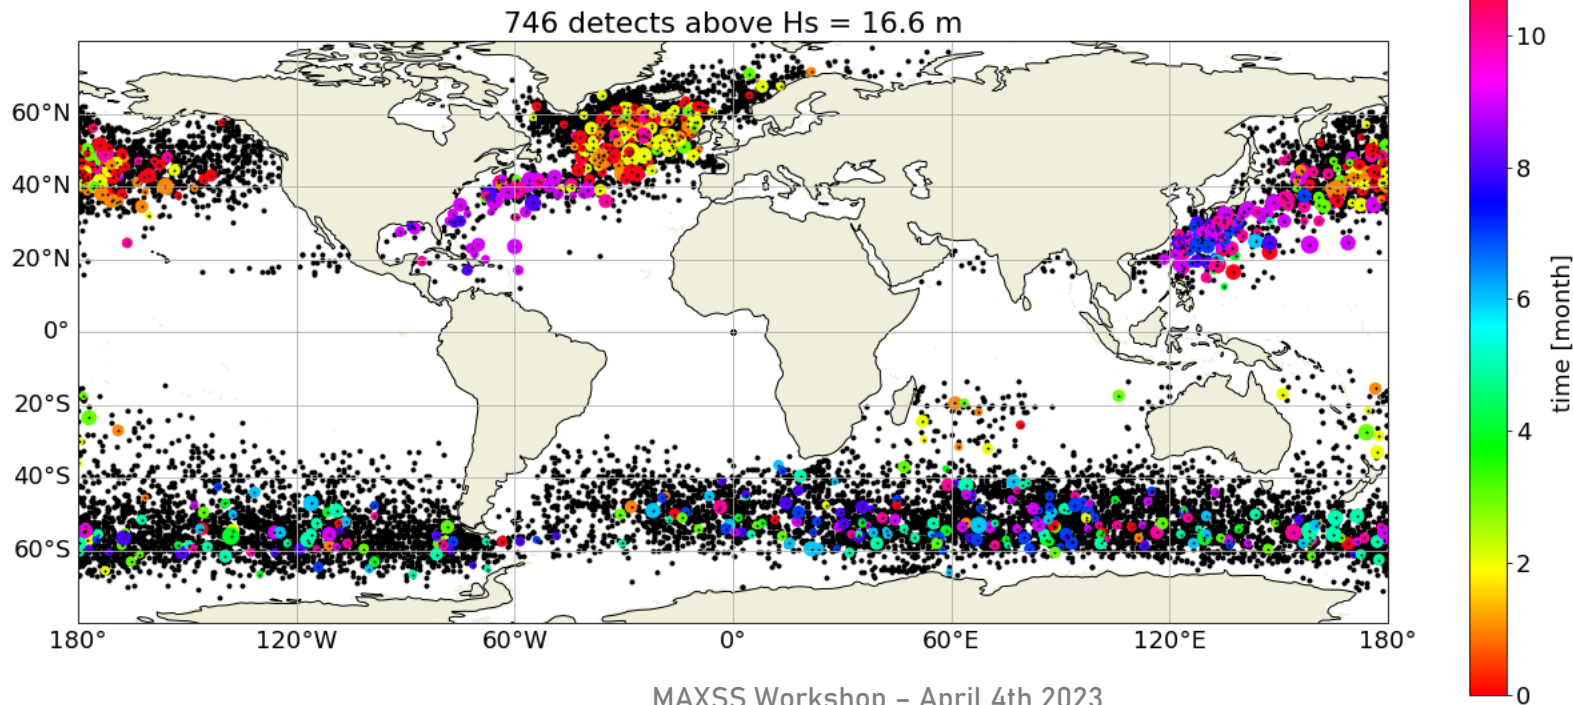 746 detects above Hs = 16.6 m
60°N
40°N
20°N
0°
20°S
40°S
60°S
180° 120°W 60°W 0° 60°E 120°E 180°
10
8
6
4
2
0
time [month]
MAXSS Workshop – April 4th 2023